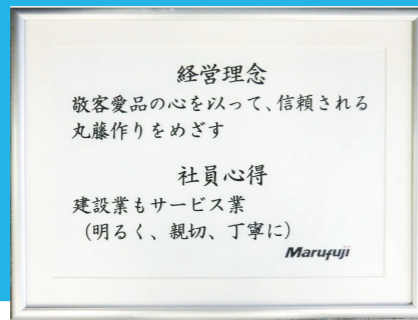 経営理念
敬客愛品の心を以って、信頼される
丸藤作りをめざす
社員心得
建設業もサービス業
（明るく、親切、丁寧に）
Marufuji